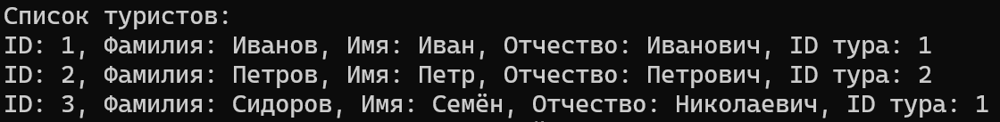 Список туристов:
ID: 1, Фамилия: Иванов, Имя: Иван, Отчество: Иванович, ID тура: 1
ID: 2, Фамилия: Петров, Имя: Петр, Отчество: Петрович, ID тура: 2
ID: 3, Фамилия: Сидоров, Имя: Семён, Отчество: Николаевич, ID тура: 1